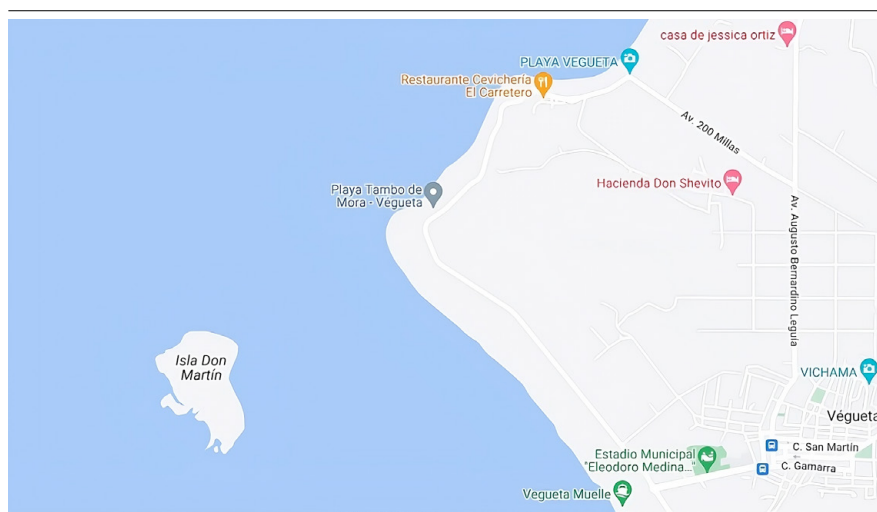 casa de jessica ortiz
PLAYA VEGUETA
Restaurante Cevichería
El Carretero
Av. 200 Millas
Playa Tambo de
Mora - Végueta
Hacienda Don Shevito
Av. Augusto Bernardino Leguía
Isla Don
Martín
VICHAMA
Végueta
C. San Martín
Estadio Municipal
"Eleodoro Medina..."
C. Gamarra
Vegueta Muelle